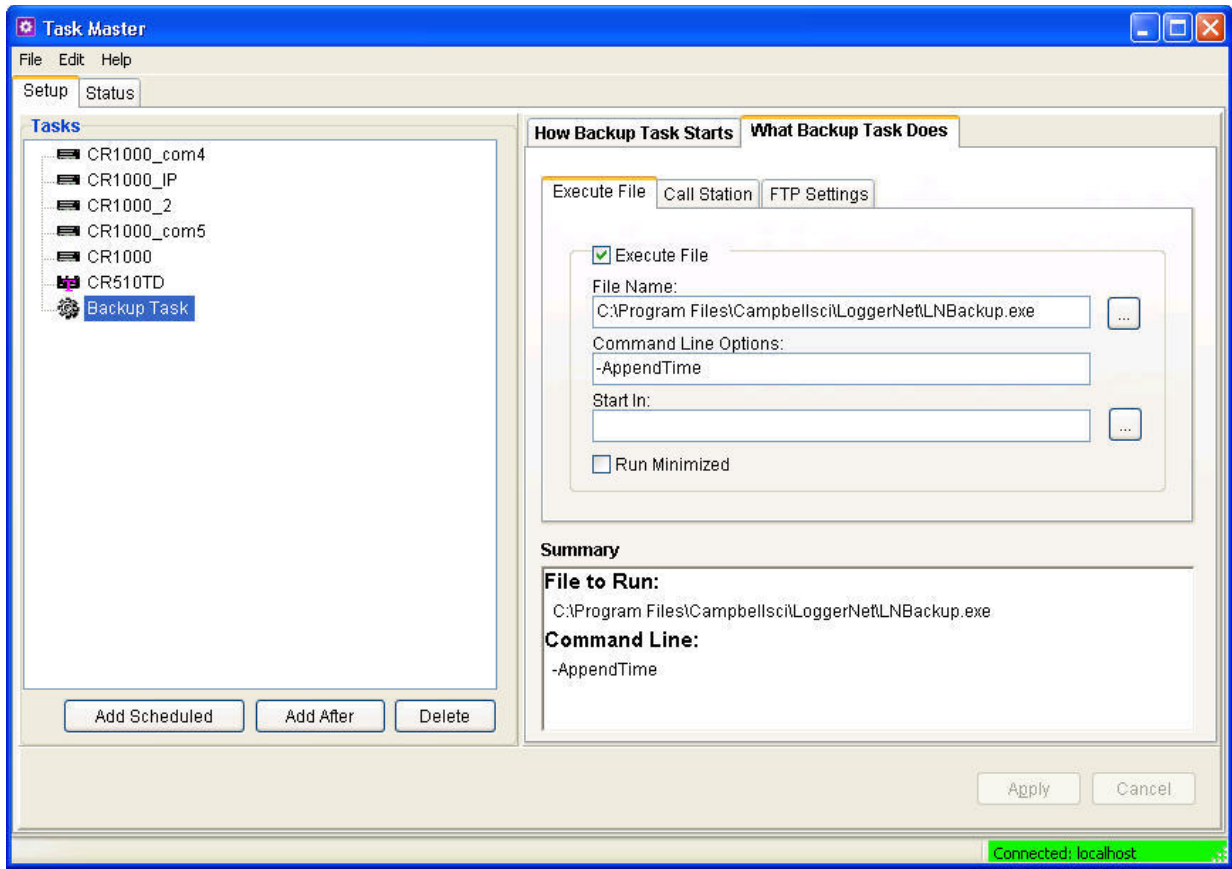 Task Master
File Edit Help
Setup Status
Tasks
CR1000_com4
CR1000_IP
CR1000_2
CR1000_com5
CR1000
CR510TD
Backup Task
Add Scheduled Add After Delete
How Backup Task Starts What Backup Task Does
Execute File Call Station FTP Settings
Execute File
File Name:
C:\Program Files\Campbellsci\LoggerNet\LNBackup.exe
...
Command Line Options:
-AppendTime
Start In:
...
Run Minimized
Summary
File to Run:
C:\Program Files\Campbellsci\LoggerNet\LNBackup.exe
Command Line:
-AppendTime
Apply Cancel
Connected: localhost